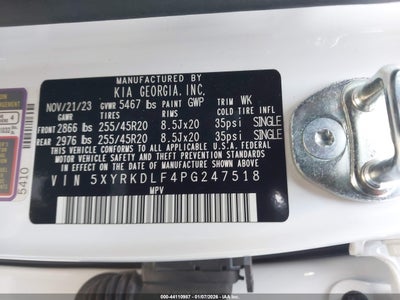 MANUFACTURED BY
KIA GEORGIA, INC.
NOV/21/23 GVWR 5467 lbs PAINT GWP TRIM WK
GAWR TIRES RIMS COLD TIRE INFL
FRONT 2866 lbs 255/45R20 8.5Jx20 35psi SINGLE
REAR 2976 lbs 255/45R20 8.5Jx20 35psi SINGLE
THIS VEHICLE CONFORMS TO ALL APPLICABLE U.S.A. FEDERAL
MOTOR VEHICLE SAFETY, BUMPER, AND THEFT PREVENTION
STANDARDS IN EFFECT ON THE DATE OF MANUFACTURE SHOWN ABOVE.
VIN 5XYRKDLF4PG247518
MPV
5410
000-44110987 - 01/07/2026 - IAA